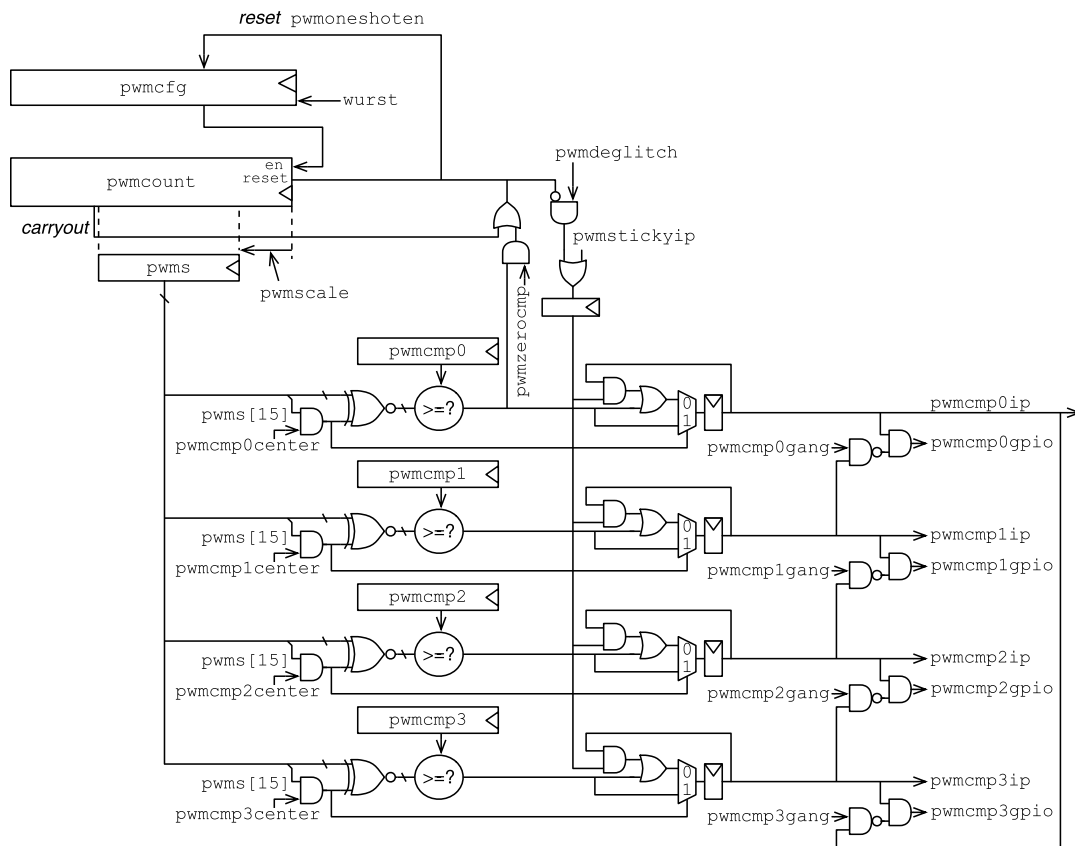 reset pwmoneshoten
pwmcfg
wurst
en
reset
pwmcount
pwmdeglitch
carryout
pwmstickyip
pwms
pwmscale
pwmzerocmp
pwmcmp0
>=?
0
1
pwms[15]
pwmcmp0center
pwmcmp0ip
pwmcmp0gang
pwmcmp0gpio
pwmcmp1
>=?
0
1
pwms[15]
pwmcmp1center
pwmcmp1ip
pwmcmp1gang
pwmcmp1gpio
pwmcmp2
>=?
0
1
pwms[15]
pwmcmp2center
pwmcmp2ip
pwmcmp2gang
pwmcmp2gpio
pwmcmp3
>=?
0
1
pwms[15]
pwmcmp3center
pwmcmp3ip
pwmcmp3gang
pwmcmp3gpio